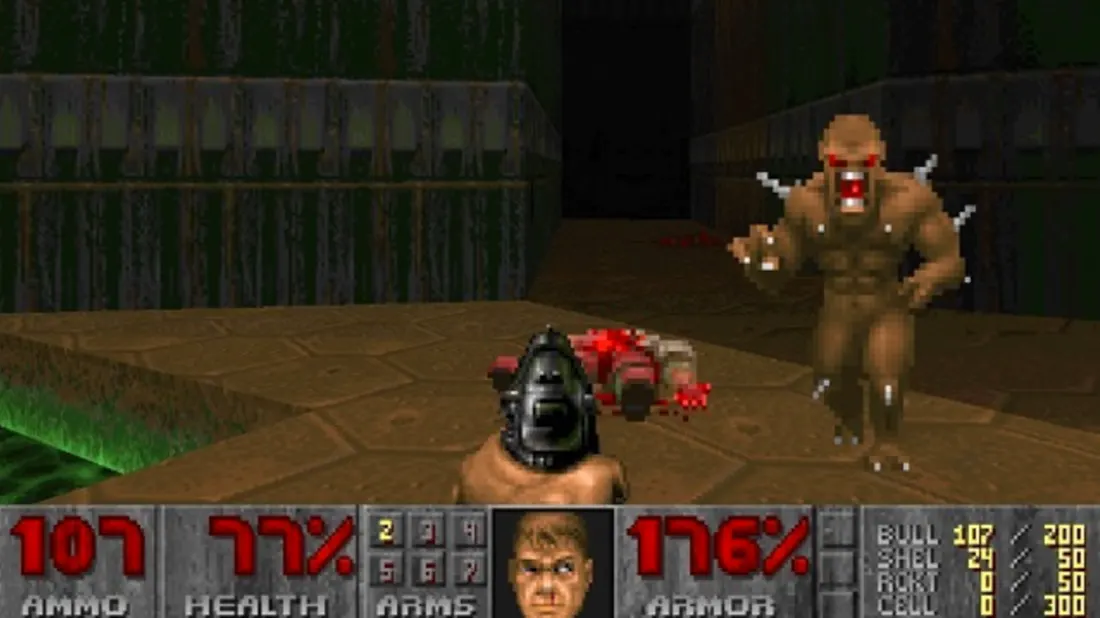 107 77% 2 3 4 176% BULL 107 / 200
SHEL 24 / 50
5 6 7 RCKT 0 / 50
AMMO HEALTH ARMS ARMOR CELL 0 / 300